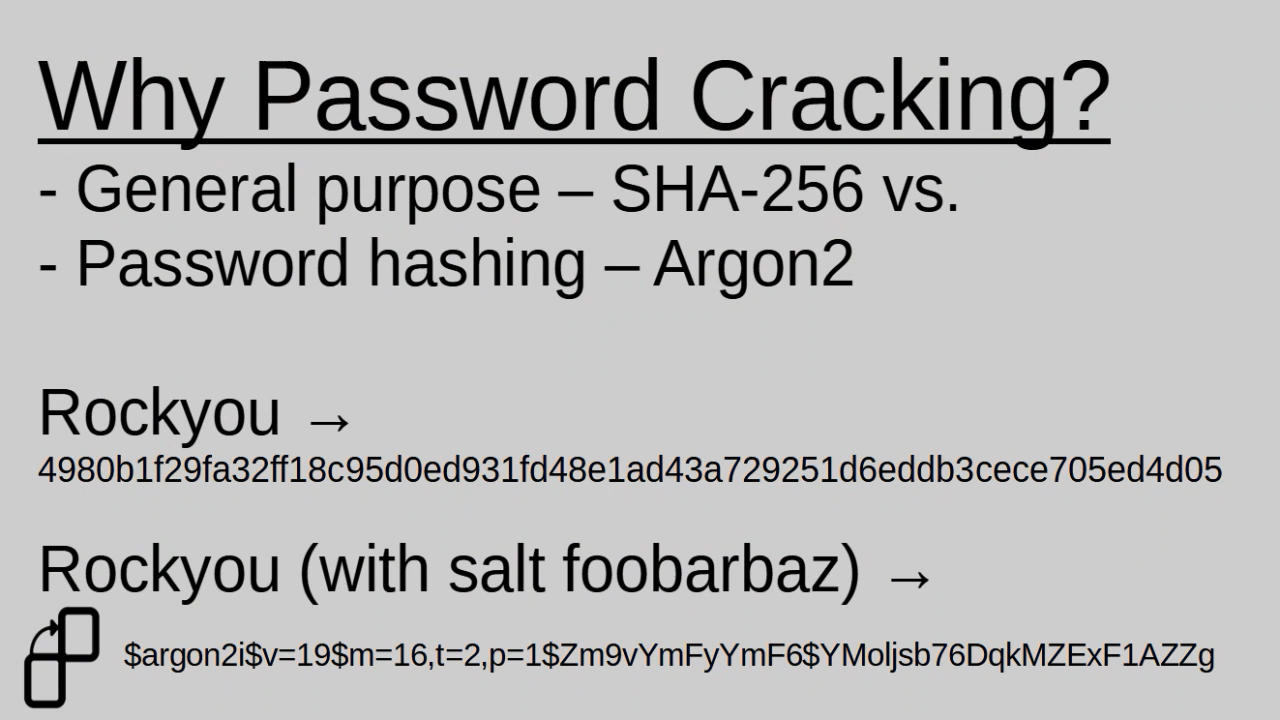 Why Password Cracking?
- General purpose – SHA-256 vs.
- Password hashing – Argon2
Rockyou →
4980b1f29fa32ff18c95d0ed931fd48e1ad43a729251d6eddb3cece705ed4d05
Rockyou (with salt foobarbaz) →
$argon2i$v=19$m=16,t=2,p=1$Zm9vYmFyYmF6$YMoljsb76DqkMZExF1AZZg